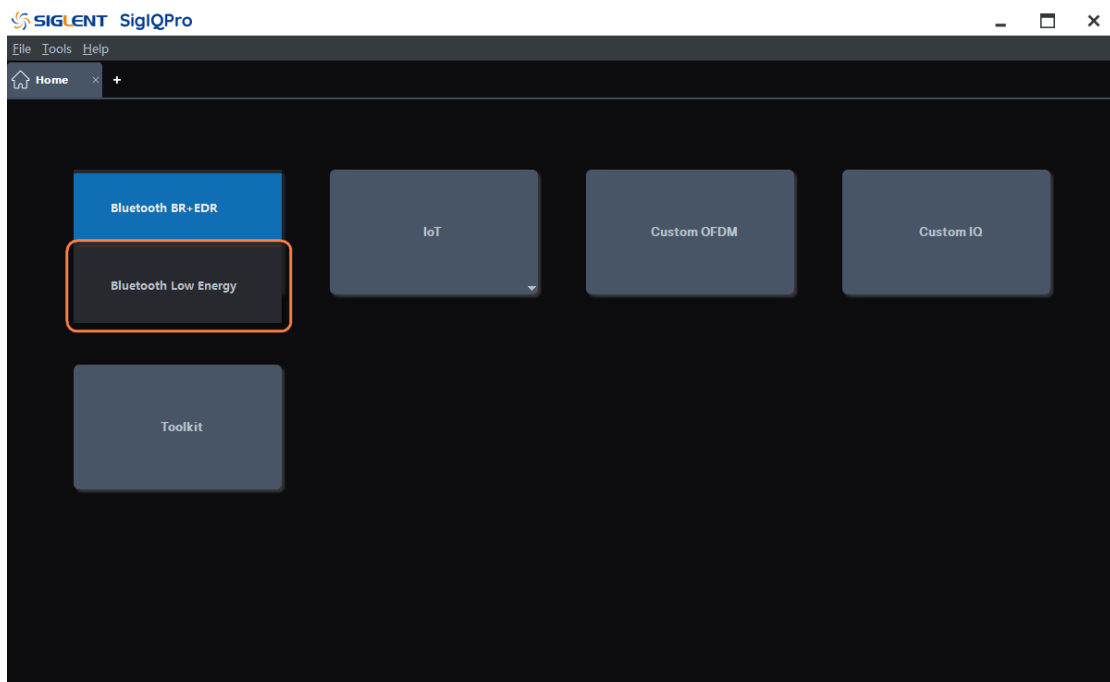 SIGLENT SigIQPro
File Tools Help
Home
Bluetooth BR+EDR
Bluetooth Low Energy
IoT
Custom OFDM
Custom IQ
Toolkit